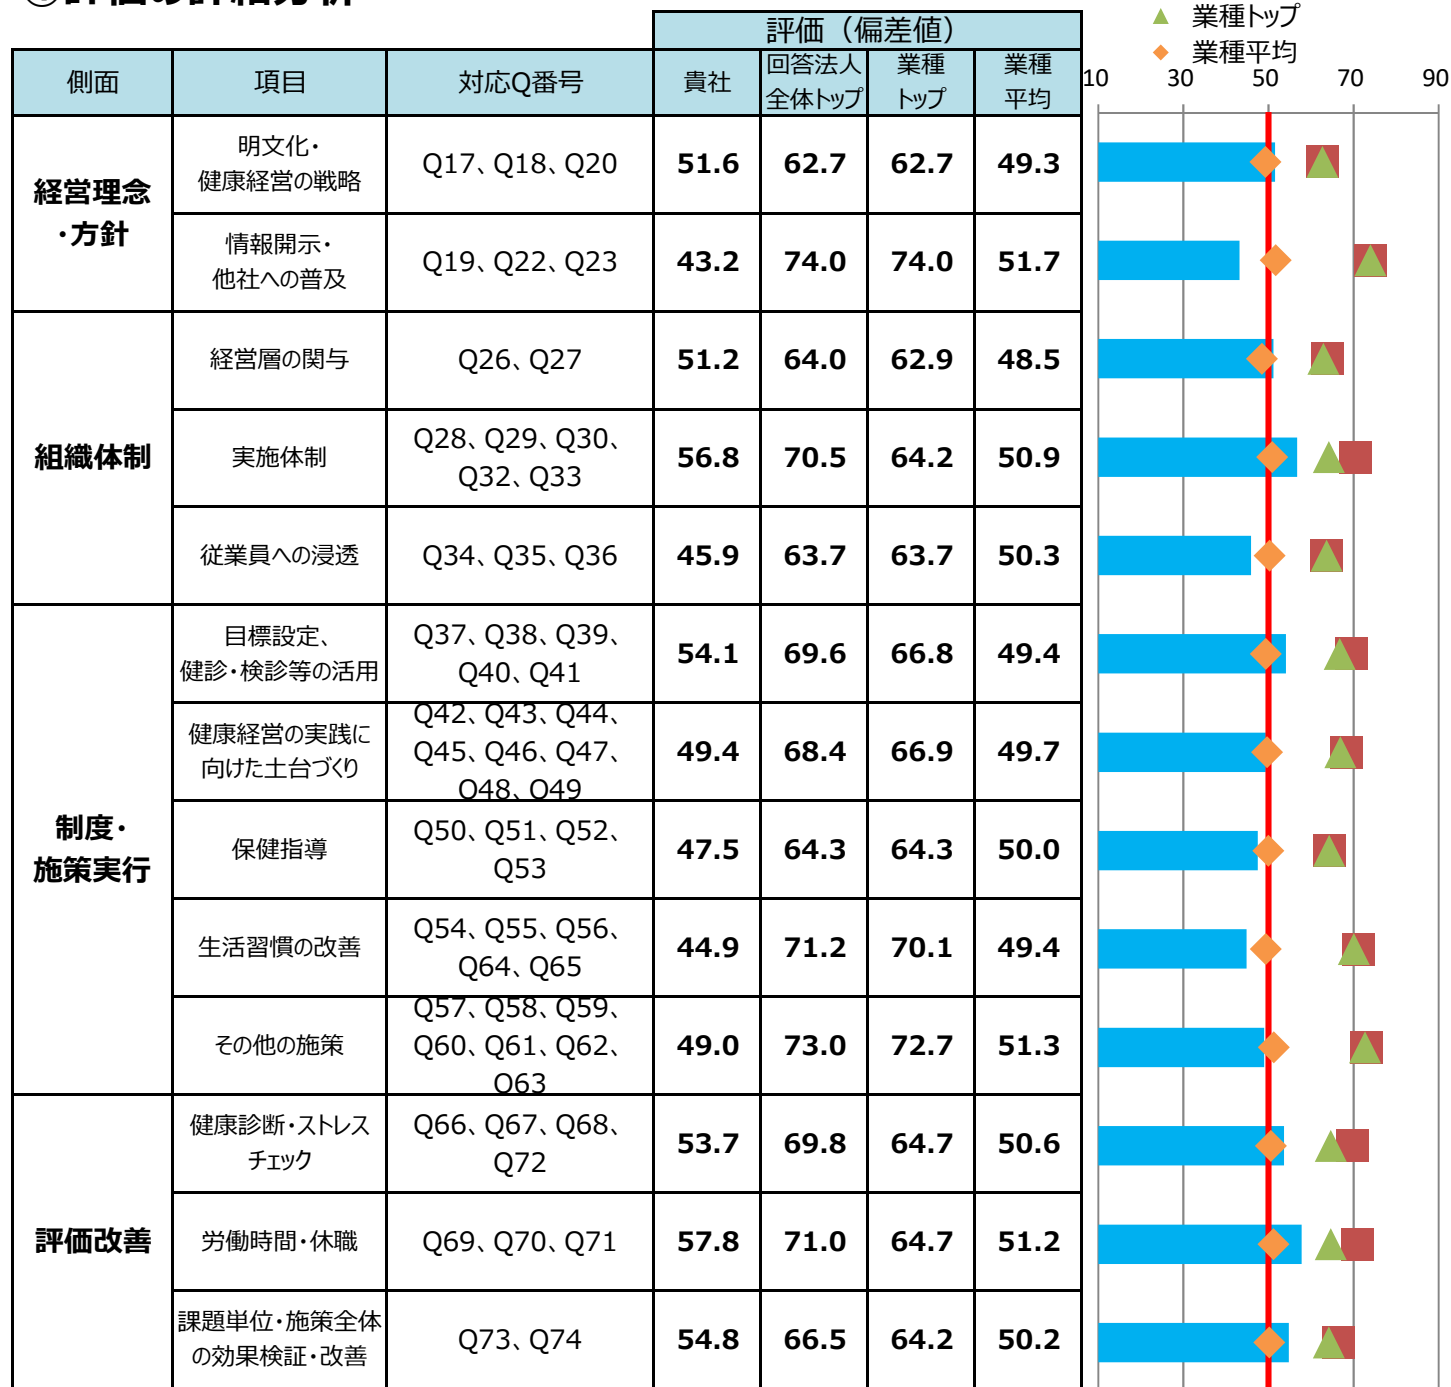 評価（偏差値）
業種トップ
業種平均
側面 項目 対応Q番号 貴社 回答法人 業種 業種
全体トップ トップ 平均
10 30 50 70 90
経営理念
・方針
明文化・
健康経営の戦略
Q17、Q18、Q20 51.6 62.7 62.7 49.3
情報開示・
他社への普及
Q19、Q22、Q23 43.2 74.0 74.0 51.7
組織体制
経営層の関与 Q26、Q27 51.2 64.0 62.9 48.5
実施体制
Q28、Q29、Q30、
Q32、Q33
56.8 70.5 64.2 50.9
従業員への浸透 Q34、Q35、Q36 45.9 63.7 63.7 50.3
制度・
施策実行
目標設定、
健診・検診等の活用
Q37、Q38、Q39、
Q40、Q41
54.1 69.6 66.8 49.4
健康経営の実践に
向けた土台づくり
Q42、Q43、Q44、
Q45、Q46、Q47、
Q48、Q49
49.4 68.4 66.9 49.7
保健指導
Q50、Q51、Q52、
Q53
47.5 64.3 64.3 50.0
生活習慣の改善
Q54、Q55、Q56、
Q64、Q65
44.9 71.2 70.1 49.4
その他の施策
Q57、Q58、Q59、
Q60、Q61、Q62、
Q63
49.0 73.0 72.7 51.3
評価改善
健康診断・ストレス
チェック
Q66、Q67、Q68、
Q72
53.7 69.8 64.7 50.6
労働時間・休職 Q69、Q70、Q71 57.8 71.0 64.7 51.2
課題単位・施策全体
の効果検証・改善
Q73、Q74 54.8 66.5 64.2 50.2